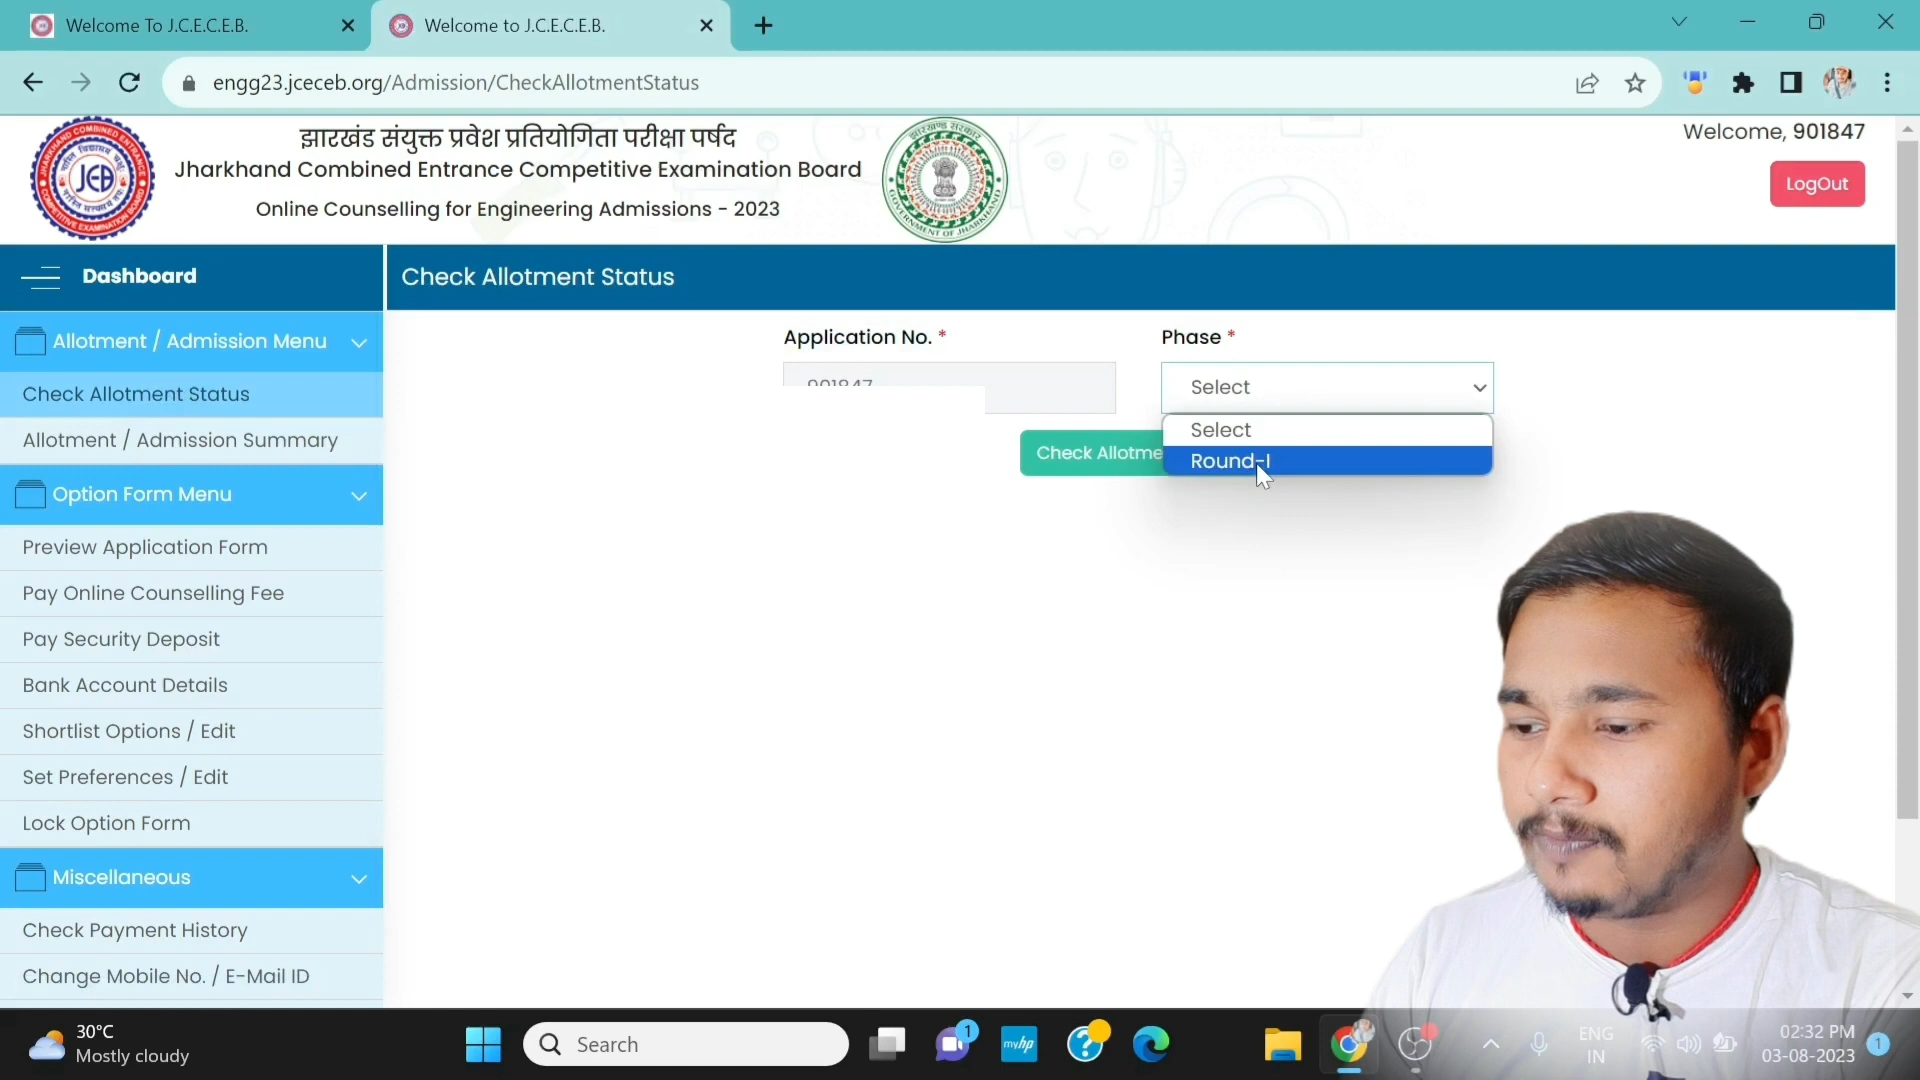 Welcome To J.C.E.C.E.B.
Welcome to J.C.E.C.E.B.
engg23.jceceb.org/Admission/CheckAllotmentStatus
झारखंड संयुक्त प्रवेश प्रतियोगिता परीक्षा पर्षद
Jharkhand Combined Entrance Competitive Examination Board
Online Counselling for Engineering Admissions - 2023
JEB
Welcome, 901847
LogOut
Dashboard
Check Allotment Status
Allotment / Admission Menu
Check Allotment Status
Allotment / Admission Summary
Option Form Menu
Preview Application Form
Pay Online Counselling Fee
Pay Security Deposit
Bank Account Details
Shortlist Options / Edit
Set Preferences / Edit
Lock Option Form
Miscellaneous
Check Payment History
Change Mobile No. / E-Mail ID
Application No. *
901847
Phase *
Select
Select
Round-I
Check Allotme
30°C
Mostly cloudy
Search
1
myhp
?
ENG
IN
02:32 PM
03-08-2023
1